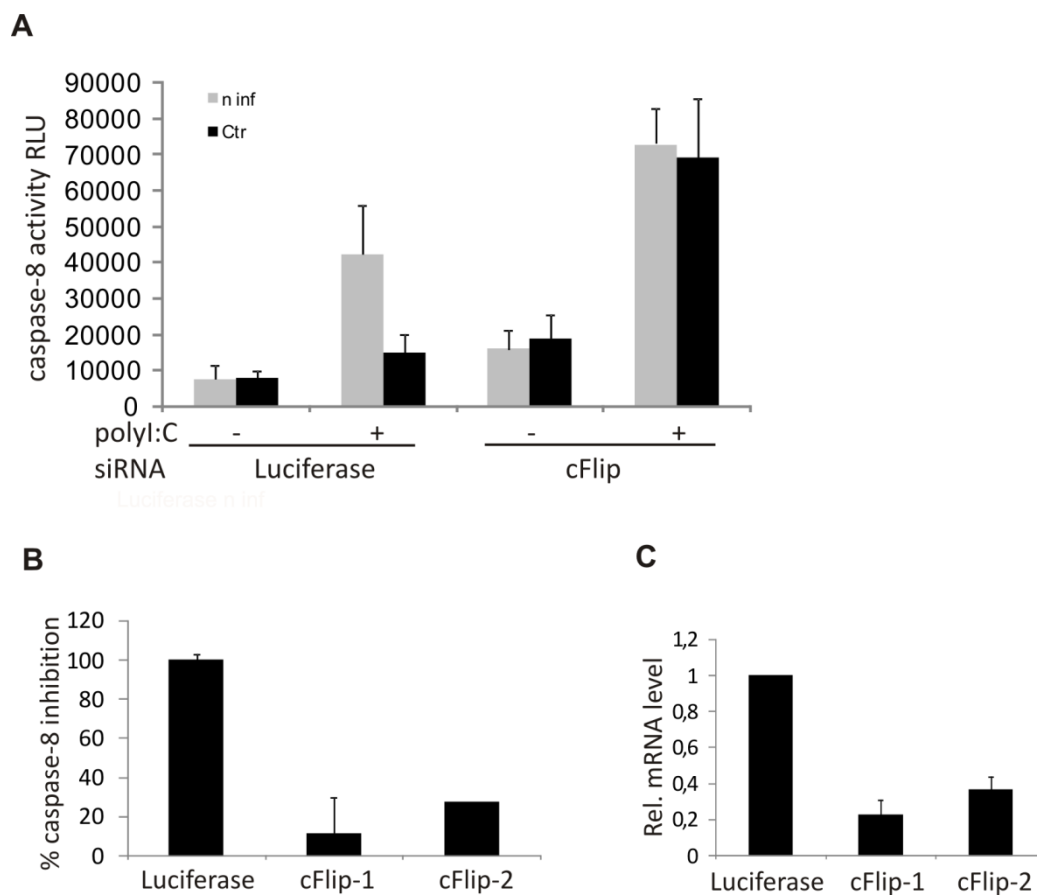 A
caspase-8 activity RLU
90000
80000
70000
60000
50000
40000
30000
20000
10000
0
n inf
Ctr
polyI:C - + - +
siRNA Luciferase cFlip
Luciferase n inf
B
% caspase-8 inhibition
120
100
80
60
40
20
0
Luciferase cFlip-1 cFlip-2
C
Rel. mRNA level
1,2
1
0,8
0,6
0,4
0,2
0
Luciferase cFlip-1 cFlip-2